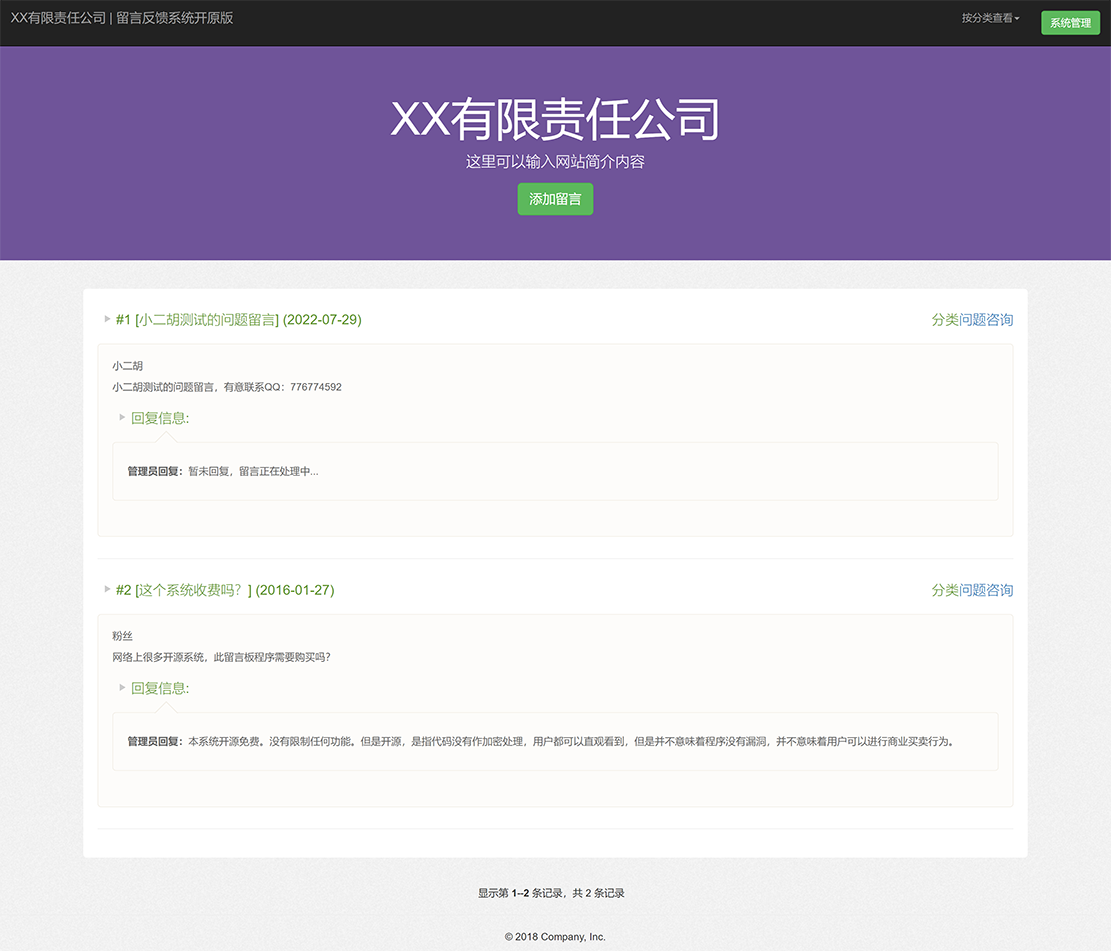 XX有限责任公司 | 留言反馈系统开原版
按分类查看
系统管理
XX有限责任公司
这里可以输入网站简介内容
添加留言
#1 [小二胡测试的问题留言] (2022-07-29)
分类问题咨询
小二胡
小二胡测试的问题留言，有意联系QQ：776774592
回复信息:
管理员回复：暂未回复，留言正在处理中...
#2 [这个系统收费吗？] (2016-01-27)
分类问题咨询
粉丝
网络上很多开源系统，此留言板程序需要购买吗?
回复信息:
管理员回复：本系统开源免费。没有限制任何功能。但是开源，是指代码没有作加密处理，用户都可以直观看到，但是并不意味着程序没有漏洞，并不意味着用户可以进行商业买卖行为。
显示第 1--2 条记录，共 2 条记录
© 2018 Company, Inc.